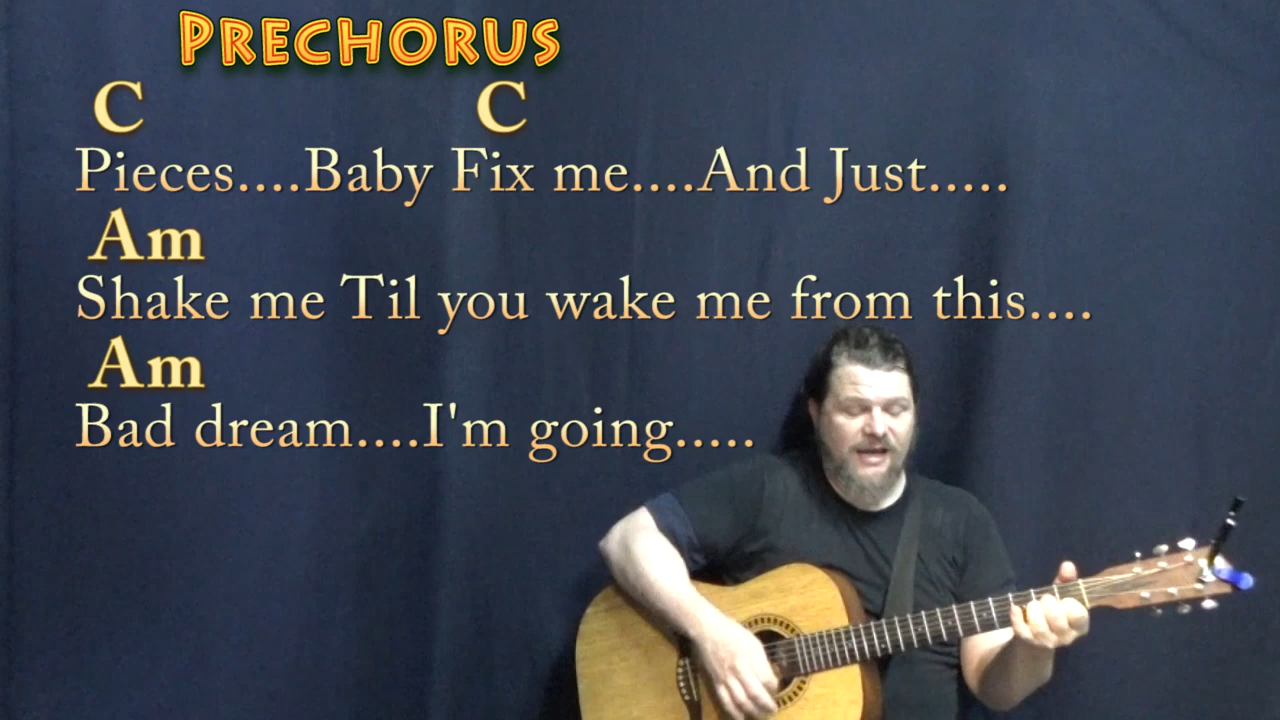 PRECHORUS
C C
Pieces....Baby Fix me....And Just.....
Am
Shake me Til you wake me from this....
Am
Bad dream....I'm going.....